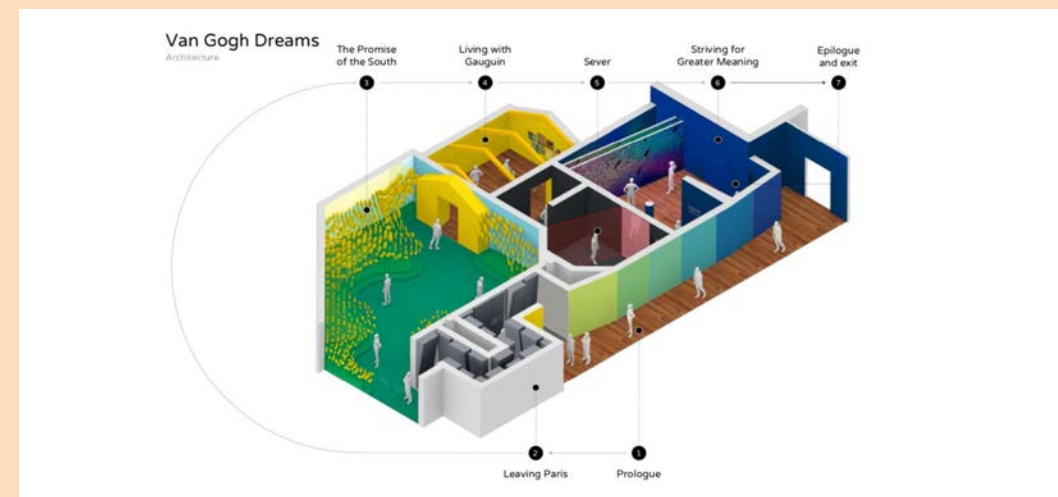 Van Gogh Dreams
Architecture
The Promise
of the South
Living with
Gauguin
Sever
Striving for
Greater Meaning
Epilogue
and exit
3
4
5
6
7
2
1
Leaving Paris
Prologue